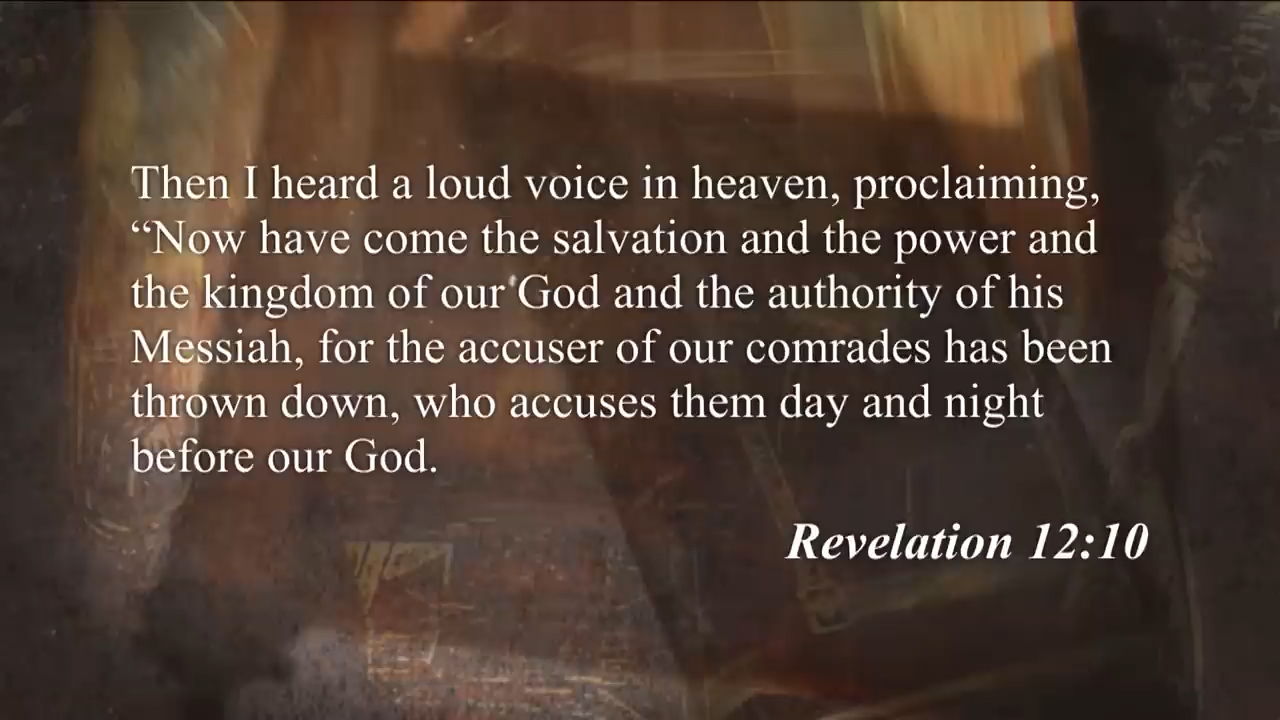 Then I heard a loud voice in heaven, proclaiming,
“Now have come the salvation and the power and
the kingdom of our God and the authority of his
Messiah, for the accuser of our comrades has been
thrown down, who accuses them day and night
before our God.
Revelation 12:10